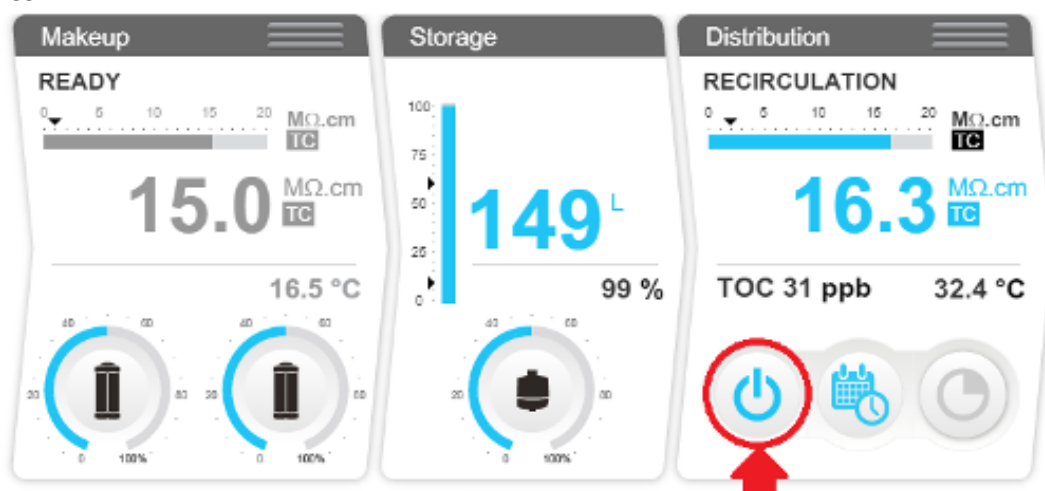 Makeup
READY
0 5 10 15 20
MΩ.cm
TC
15.0 MΩ.cm
TC
16.5 °C
0 20 40 60 80 100%
0 20 40 60 80 100%
Storage
100
75
50
25
0
149 L
99 %
0 20 40 60 80 100%
Distribution
RECIRCULATION
0 5 10 15 20
MΩ.cm
TC
16.3 MΩ.cm
TC
TOC 31 ppb 32.4 °C